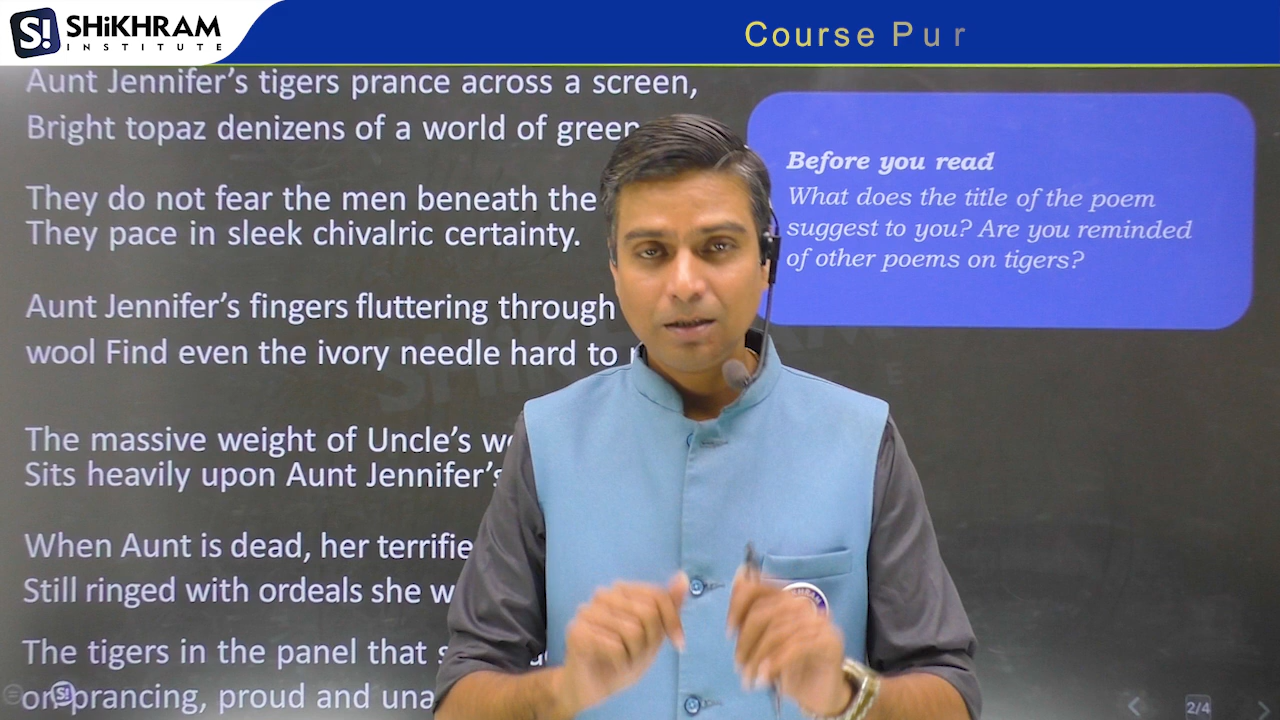 S! SHiKHRAM
INSTITUTE
Course Pur
Aunt Jennifer’s tigers prance across a screen,
Bright topaz denizens of a world of green
They do not fear the men beneath the
They pace in sleek chivalric certainty.
Aunt Jennifer’s fingers fluttering through
wool Find even the ivory needle hard to
The massive weight of Uncle’s
Sits heavily upon Aunt Jennifer’s
When Aunt is dead, her
Still ringed with ordeals she
The tigers in the panel that
on prancing, proud and
Before you read
What does the title of the poem
suggest to you? Are you reminded
of other poems on tigers?
S!
2/4